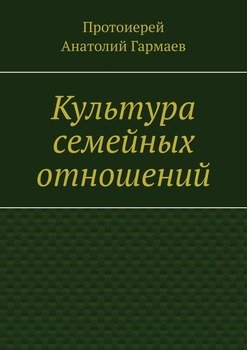 Протоиерей
Анатолий Гармаев
Культура
семейных
отношений